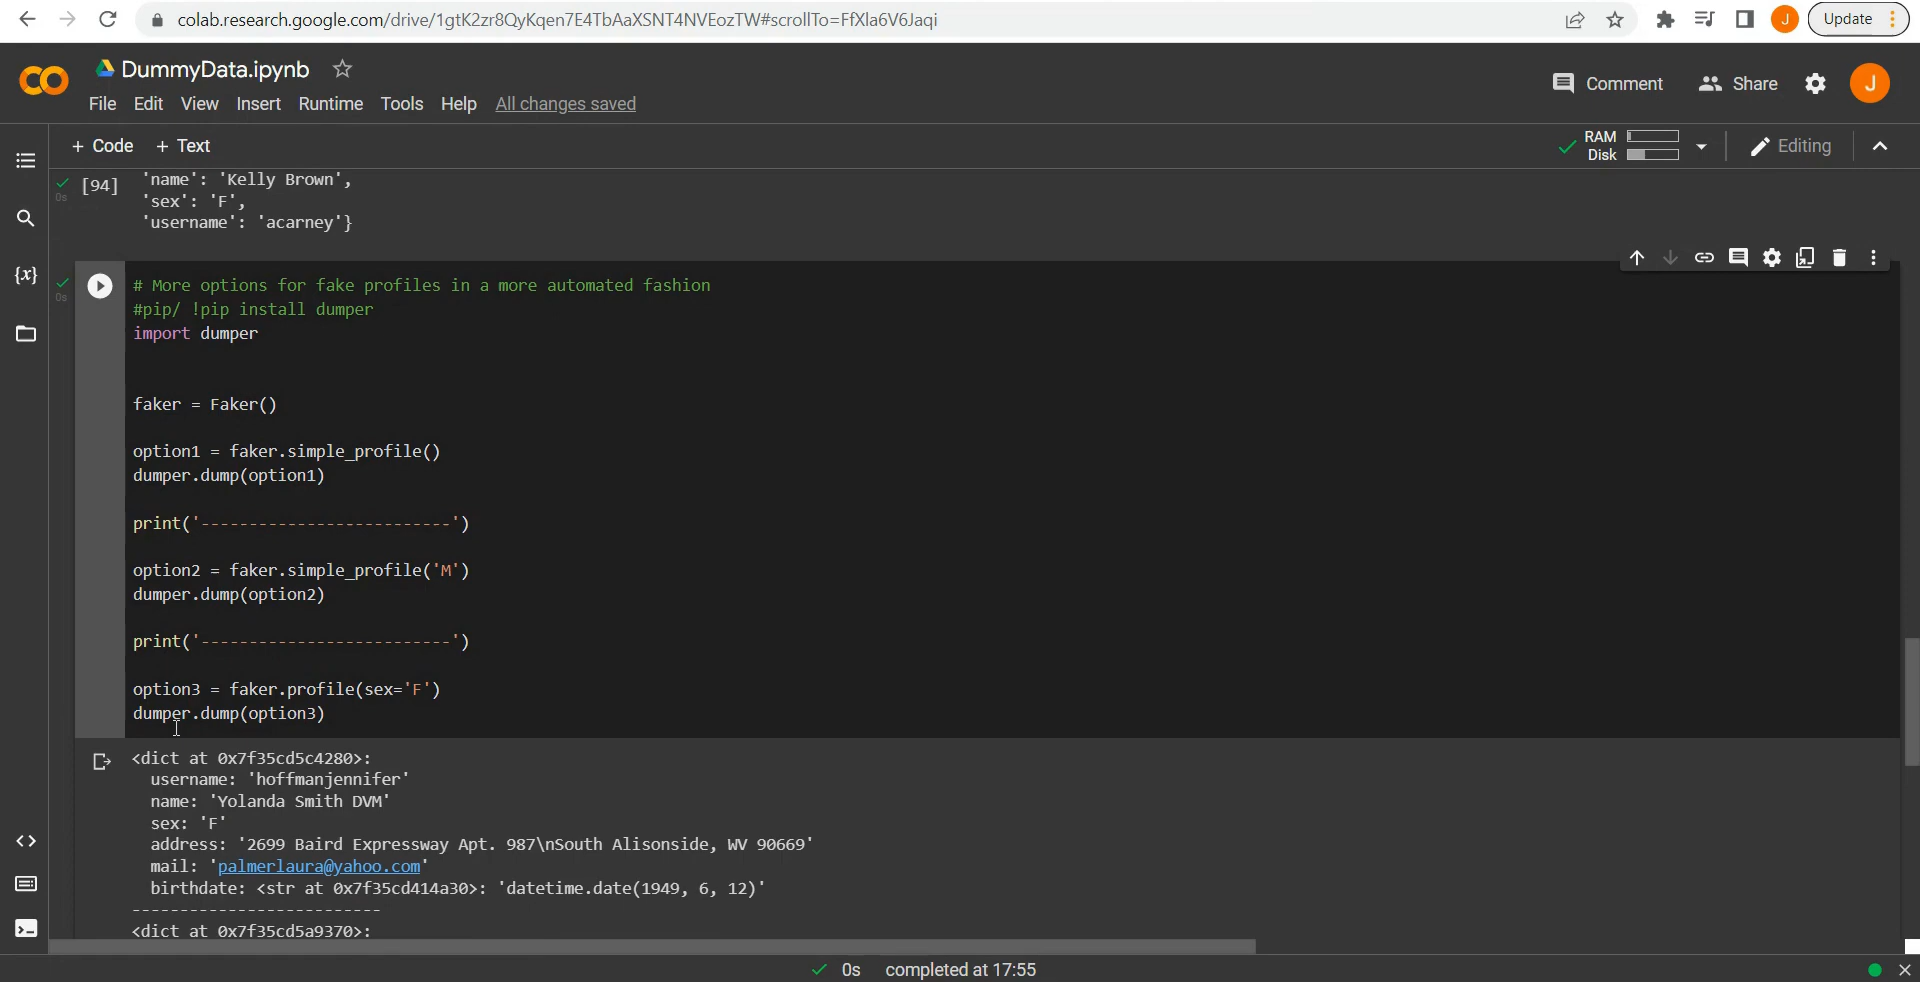 colab.research.google.com/drive/1gtK2zr8QyKqen7E4TbAaXSNT4NVEozTW#scrollTo=FfXla6V6Jaqi
J
Update
DummyData.ipynb
File Edit View Insert Runtime Tools Help All changes saved
Comment
Share
J
+ Code + Text
RAM
Disk
Editing
[94]
0s
'name': 'Kelly Brown',
'sex': 'F',
'username': 'acarney'}
{x}
0s
# More options for fake profiles in a more automated fashion
#pip/ !pip install dumper
import dumper
faker = Faker()
option1 = faker.simple_profile()
dumper.dump(option1)
print('--------------------------')
option2 = faker.simple_profile('M')
dumper.dump(option2)
print('--------------------------')
option3 = faker.profile(sex='F')
dumper.dump(option3)
<dict at 0x7f35cd5c4280>:
username: 'hoffmanjennifer'
name: 'Yolanda Smith DVM'
sex: 'F'
address: '2699 Baird Expressway Apt. 987\nSouth Alisonside, WV 90669'
mail: 'palmerlaura@yahoo.com'
birthdate: <str at 0x7f35cd414a30>: 'datetime.date(1949, 6, 12)'
--------------------------
<dict at 0x7f35cd5a9370>:
0s completed at 17:55